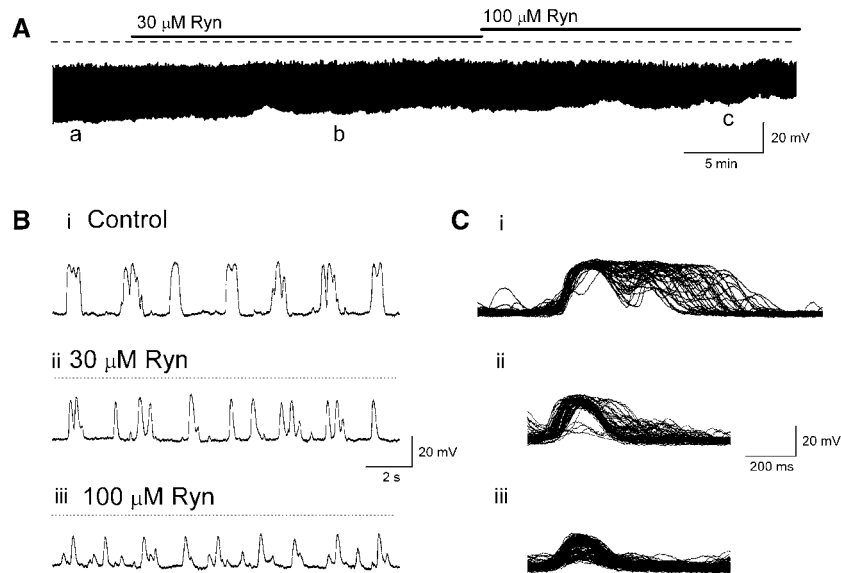 A
30 μM Ryn
100 μM Ryn
a
b
c
20 mV
5 min
B
i Control
ii 30 μM Ryn
20 mV
2 s
iii 100 μM Ryn
C
i
ii
20 mV
200 ms
iii